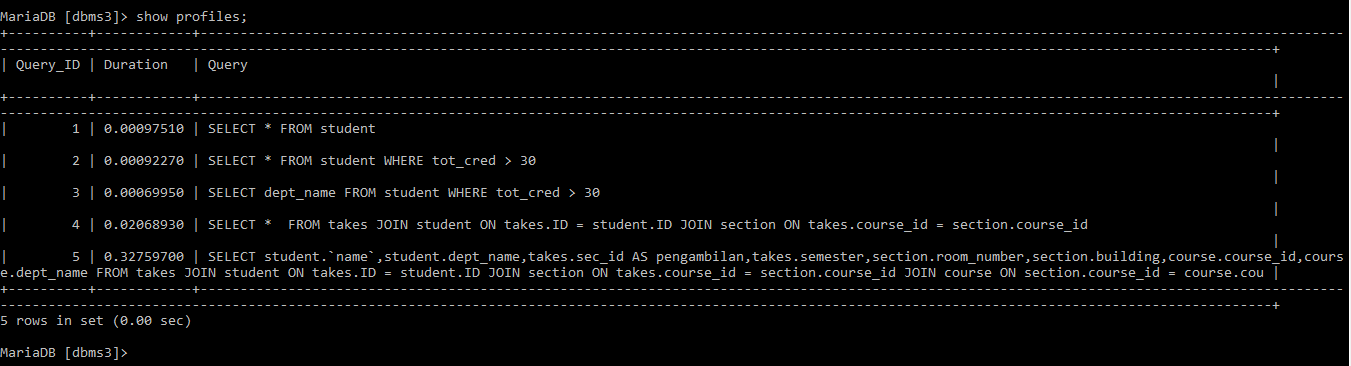 MariaDB [dbms3]> show profiles;
+----------+------------+----------------------------------------------------------------------------------------------------------------------------------------------
---------------------------------------------------------------------------------------------------------------------------------------------------------------+
| Query_ID | Duration   | Query
|
+----------+------------+----------------------------------------------------------------------------------------------------------------------------------------------
---------------------------------------------------------------------------------------------------------------------------------------------------------------+
|        1 | 0.00097510 | SELECT * FROM student
|
|        2 | 0.00092270 | SELECT * FROM student WHERE tot_cred > 30
|
|        3 | 0.00069950 | SELECT dept_name FROM student WHERE tot_cred > 30
|
|        4 | 0.02068930 | SELECT *  FROM takes JOIN student ON takes.ID = student.ID JOIN section ON takes.course_id = section.course_id
|
|        5 | 0.32759700 | SELECT student.`name`,student.dept_name,takes.sec_id AS pengambilan,takes.semester,section.room_number,section.building,course.course_id,cours
e.dept_name FROM takes JOIN student ON takes.ID = student.ID JOIN section ON takes.course_id = section.course_id JOIN course ON section.course_id = course.cou |
+----------+------------+----------------------------------------------------------------------------------------------------------------------------------------------
---------------------------------------------------------------------------------------------------------------------------------------------------------------+
5 rows in set (0.00 sec)
MariaDB [dbms3]>